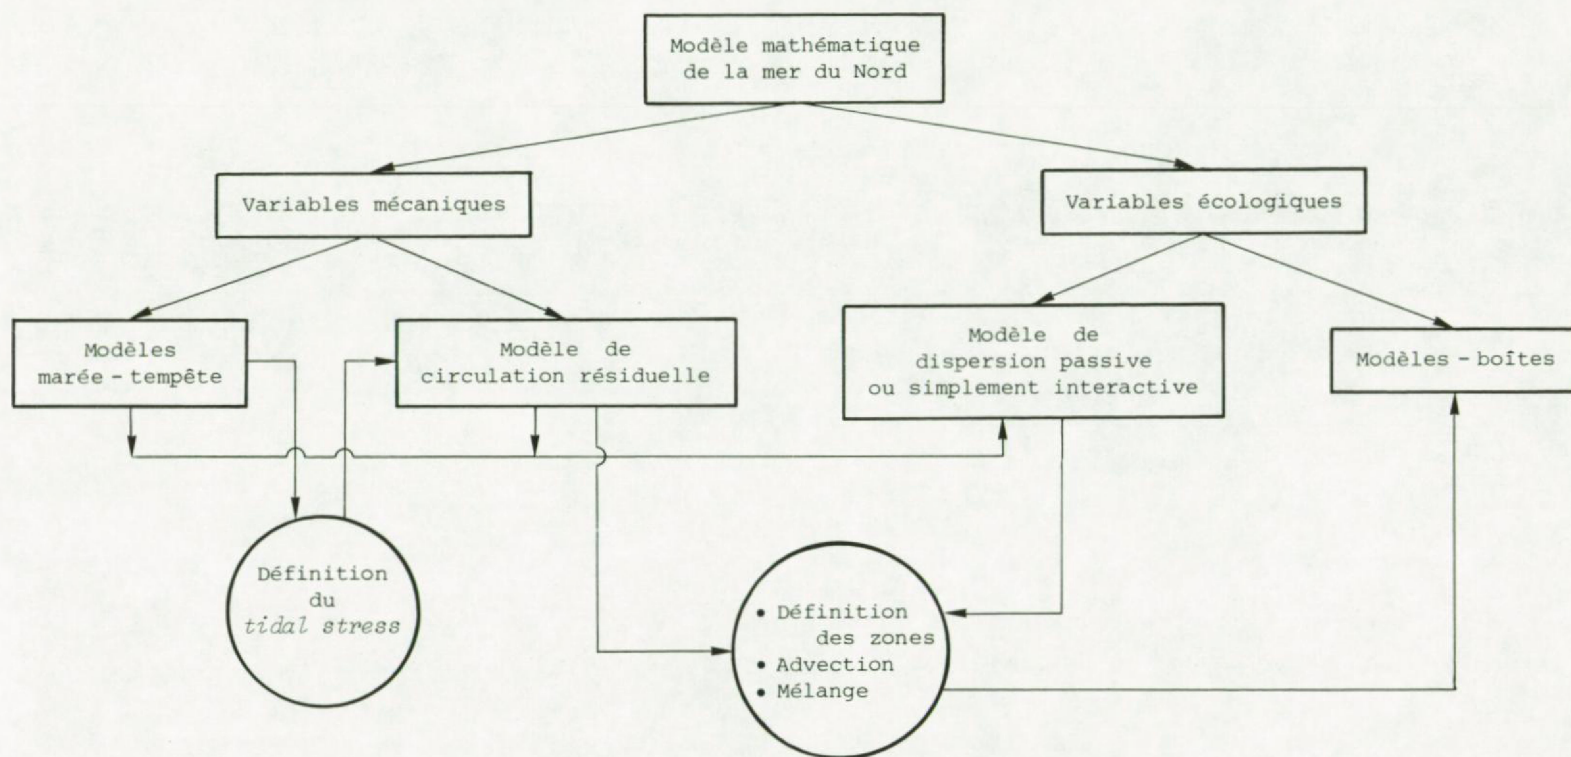 Modèle mathématique
de la mer du Nord
Variables mécaniques
Variables écologiques
Modèles
marée - tempête
Modèle de
circulation résiduelle
Modèle de
dispersion passive
ou simplement interactive
Modèles - boîtes
Définition
du
tidal stress
• Définition
des zones
• Advection
• Mélange